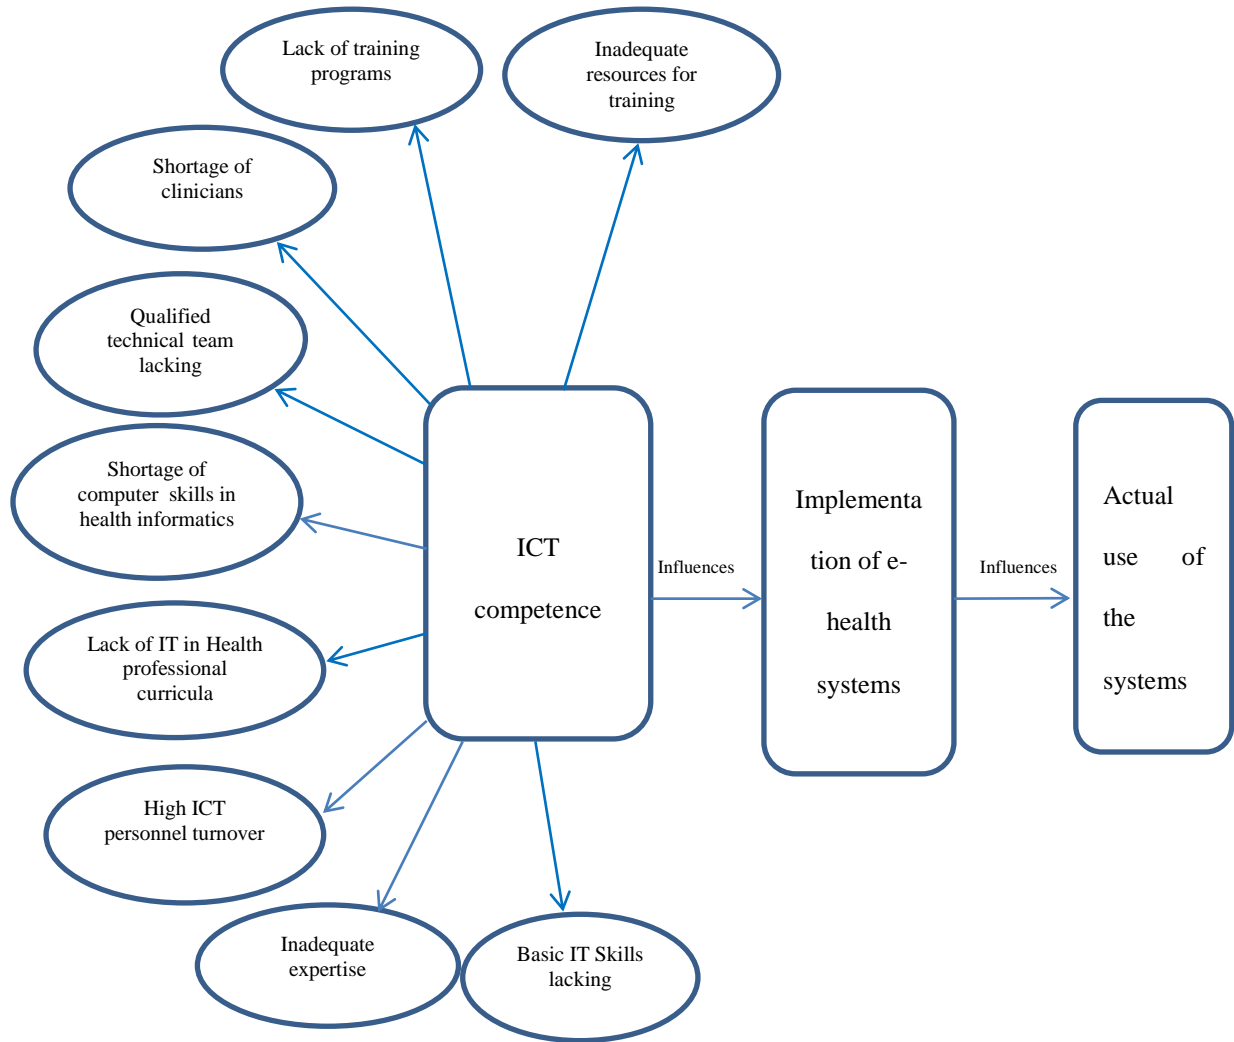 Lack of training
programs
Inadequate
resources for
training
Shortage of
clinicians
Qualified
technical team
lacking
Shortage of
computer skills in
health informatics
Lack of IT in Health
professional
curricula
High ICT
personnel turnover
Inadequate
expertise
Basic IT Skills
lacking
ICT
competence
Influences
Implementa
tion of e-
health
systems
Influences
Actual
use of
the
systems